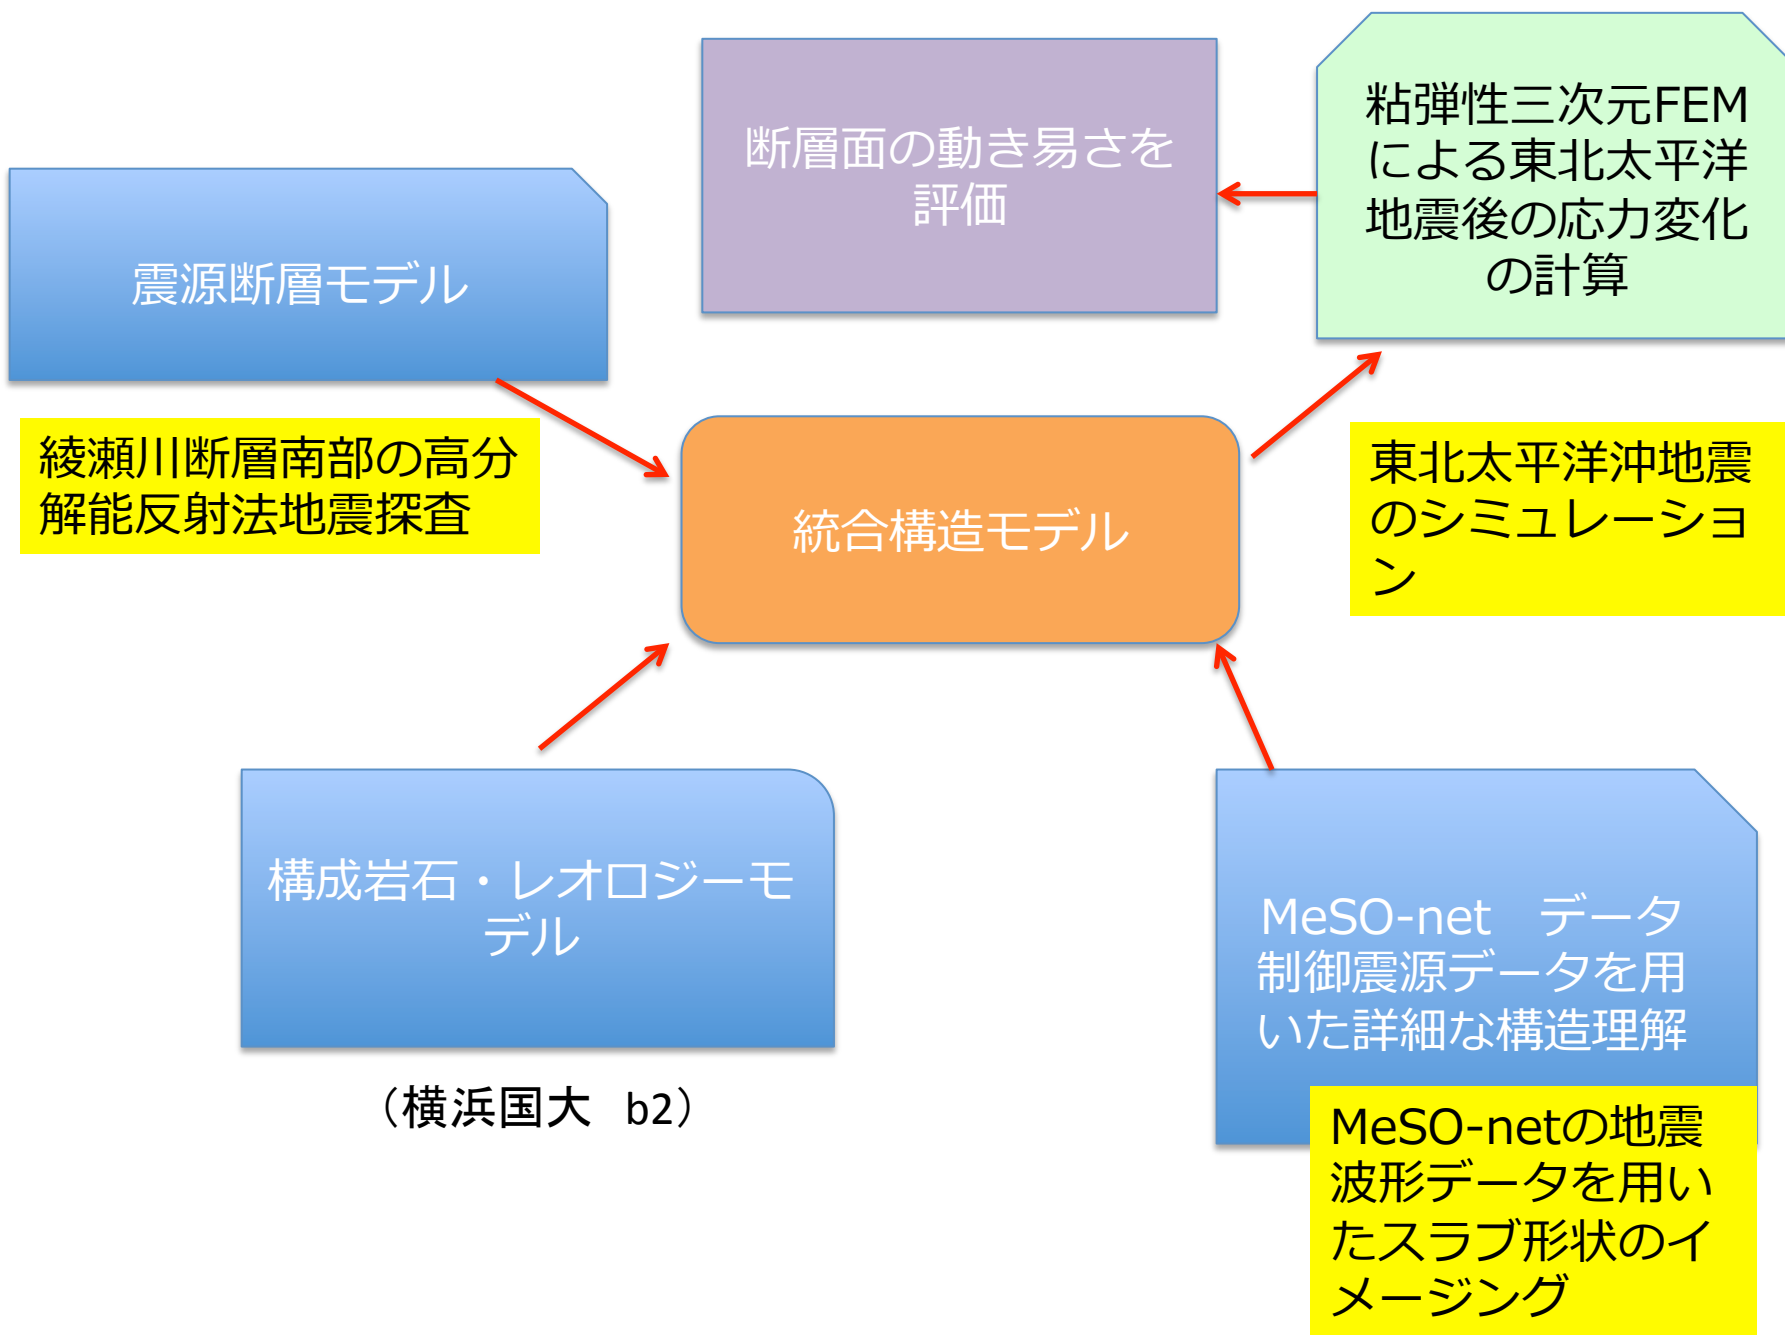 断層面の動き易さを
評価
粘弾性三次元FEM
による東北太平洋
地震後の応力変化
の計算
震源断層モデル
綾瀬川断層南部の高分
解能反射法地震探査
統合構造モデル
東北太平洋沖地震
のシミュレーショ
ン
構成岩石・レオロジーモ
デル
（横浜国大　b2）
MeSO-net　データ
制御震源データを用
いた詳細な構造理解
MeSO-netの地震
波形データを用い
たスラブ形状のイ
メージング